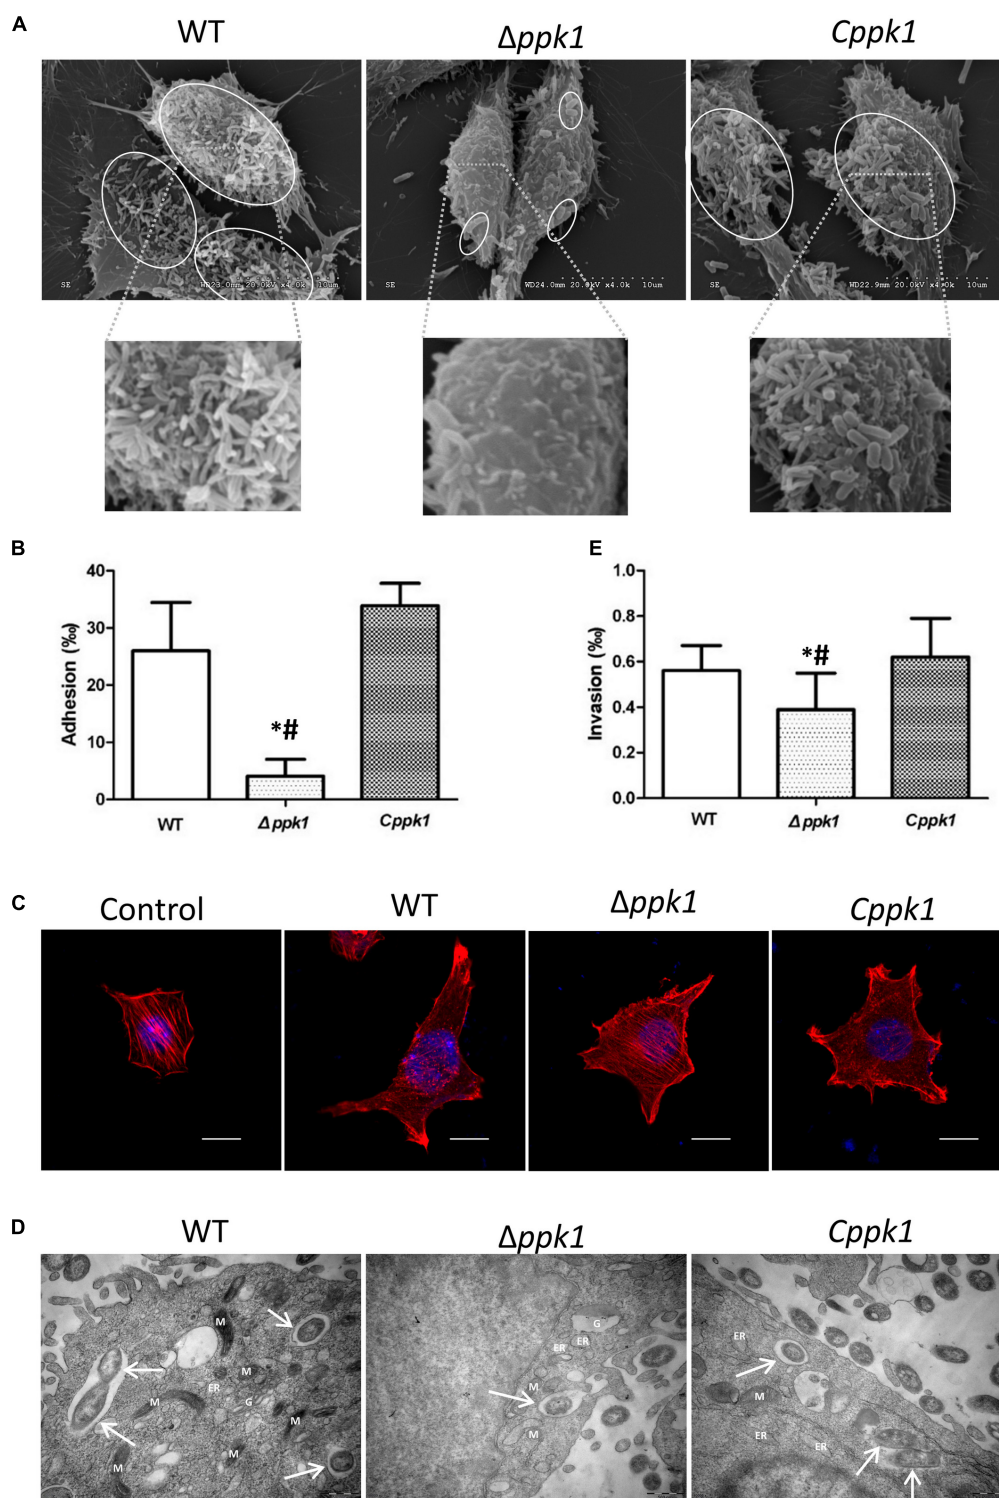 A
WT
Δppk1
Cppk1
SE WD23.0mm 20.0kV x4.0k 10um
SE WD24.0mm 20.0kV x4.0k 10um
SE WD22.9mm 20.0kV x4.0k 10um
B
Adhesion (‰)
40
30
20
10
0
*#
WT
Δppk1
Cppk1
E
Invasion (‰)
1.0
0.8
0.6
0.4
0.2
0.0
*#
WT
Δppk1
Cppk1
C
Control
WT
Δppk1
Cppk1
D
WT
Δppk1
Cppk1
M
M
ER
M
G
M
M
M
G
ER
ER
M
M
ER
M
ER
ER